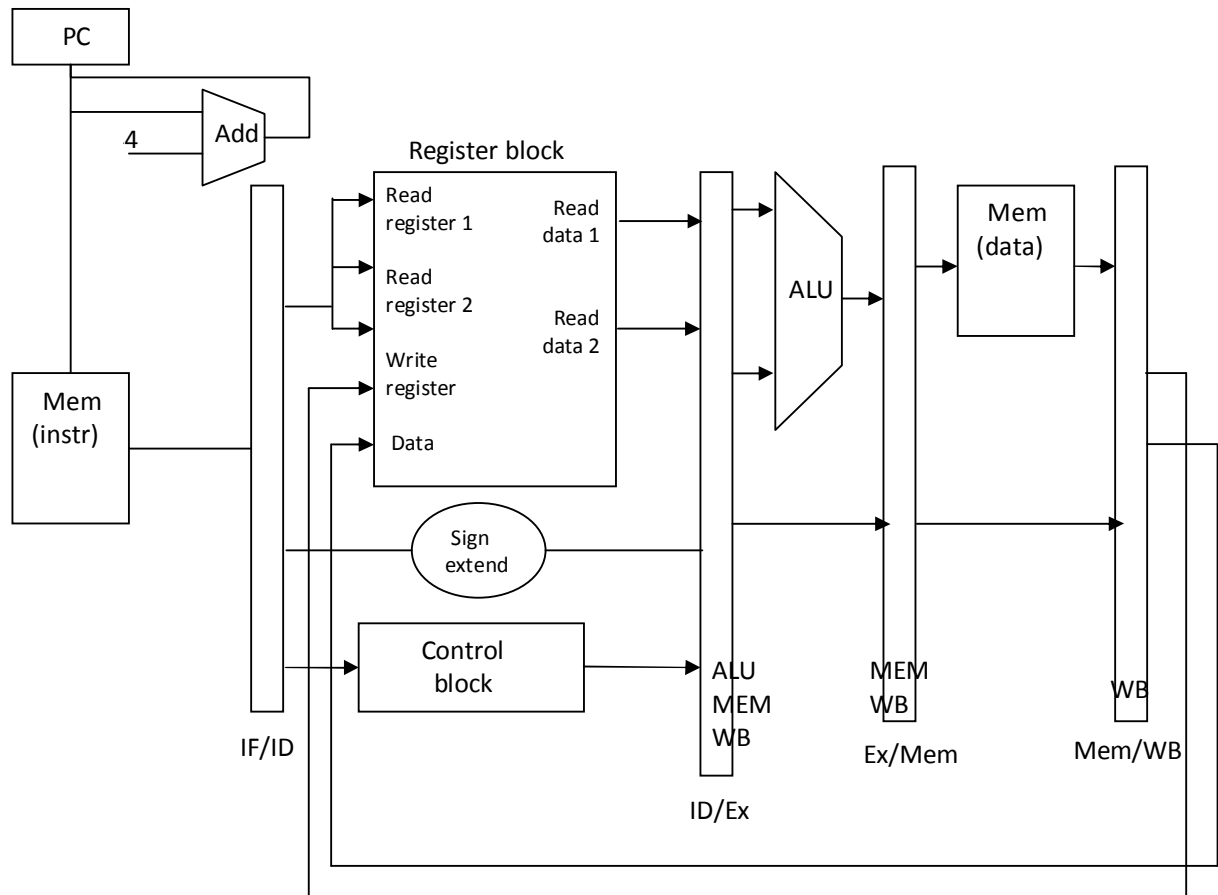 PC
Add
4
Register block
Read
register 1
Read
data 1
Read
register 2
Read
data 2
Write
register
Data
Mem
(instr)
ALU
Mem
(data)
Sign
extend
Control
block
ALU
MEM
WB
MEM
WB
WB
IF/ID
ID/Ex
Ex/Mem
Mem/WB